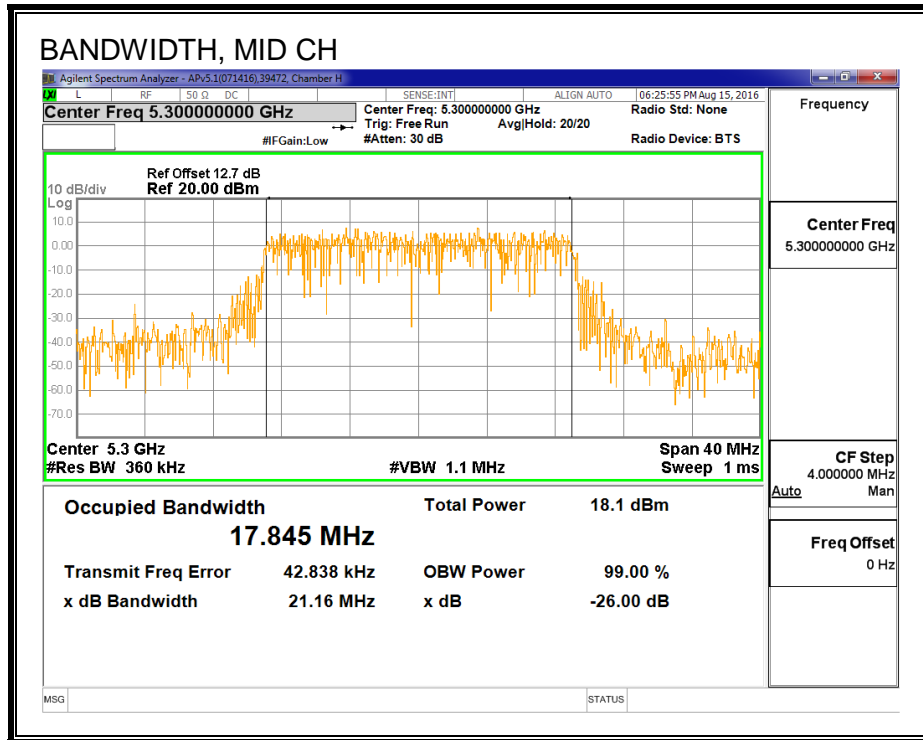 BANDWIDTH, MID CH
Agilent Spectrum Analyzer - APv5.1(071416),39472, Chamber H
LXI L RF 50 Ω DC SENSE:INT ALIGN AUTO 06:25:55 PM Aug 15, 2016
Center Freq 5.300000000 GHz
Center Freq: 5.300000000 GHz Radio Std: None
Trig: Free Run Avg|Hold: 20/20
#IFGain:Low #Atten: 30 dB Radio Device: BTS
Frequency
Ref Offset 12.7 dB
10 dB/div Ref 20.00 dBm
Log
10.0
0.00
-10.0
-20.0
-30.0
-40.0
-50.0
-60.0
-70.0
Center 5.3 GHz Span 40 MHz
#Res BW 360 kHz #VBW 1.1 MHz Sweep 1 ms
Occupied Bandwidth Total Power 18.1 dBm
17.845 MHz
Transmit Freq Error 42.838 kHz OBW Power 99.00 %
x dB Bandwidth 21.16 MHz x dB -26.00 dB
Center Freq
5.300000000 GHz
CF Step
4.000000 MHz
Auto Man
Freq Offset
0 Hz
MSG STATUS